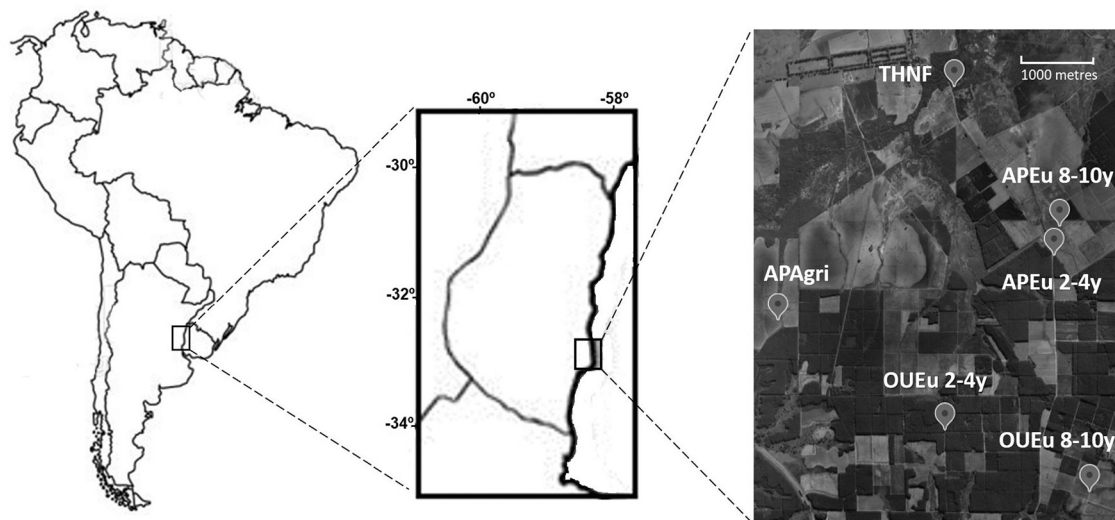 -60º
-58º
-30º
-32º
-34º
THNF
1000 metres
APEu 8-10y
APEu 2-4y
APAgri
OUEu 2-4y
OUEu 8-10y